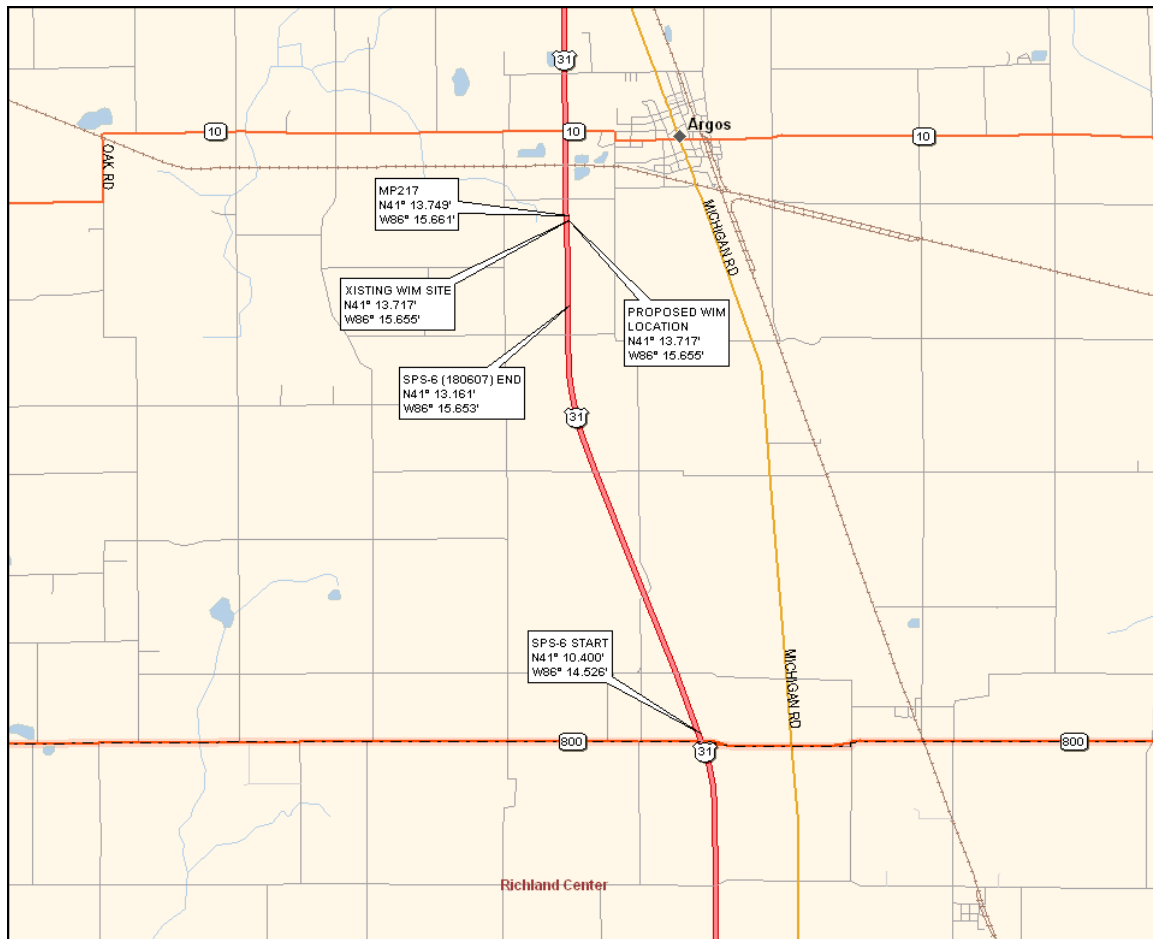 31
10
10
Argos
10
OAK RD
MP217
N41° 13.749'
W86° 15.661'
MICHIGAN RD
XISTING WIM SITE
N41° 13.717'
W86° 15.655'
PROPOSED WIM
LOCATION
N41° 13.717'
W86° 15.655'
SPS-6 (180607) END
N41° 13.161'
W86° 15.653'
31
SPS-6 START
N41° 10.400'
W86° 14.526'
MICHIGAN RD
800
31
800
Richland Center